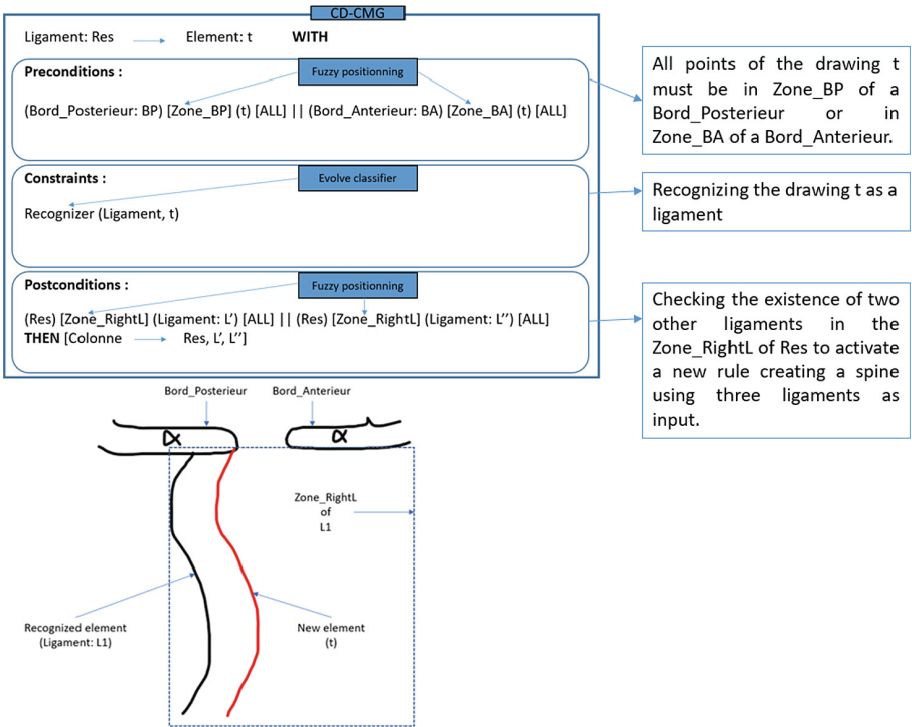 CD-CMG
Ligament: Res → Element: t WITH
Preconditions :
Fuzzy positionning
(Bord_Posterieur: BP) [Zone_BP] (t) [ALL] || (Bord_Anterieur: BA) [Zone_BA] (t) [ALL]
All points of the drawing t
must be in Zone_BP of a
Bord_Posterieur or in
Zone_BA of a Bord_Anterieur.
Constraints :
Evolve classifier
Recognizer (Ligament, t)
Recognizing the drawing t as a
ligament
Postconditions :
Fuzzy positionning
(Res) [Zone_RightL] (Ligament: L') [ALL] || (Res) [Zone_RightL] (Ligament: L'') [ALL]
THEN [Colonne → Res, L', L'']
Checking the existence of two
other ligaments in the
Zone_RightL of Res to activate
a new rule creating a spine
using three ligaments as
input.
Bord_Posterieur
Bord_Anterieur
α
α
Zone_RightL
of
L1
Recognized element
(Ligament: L1)
New element
(t)